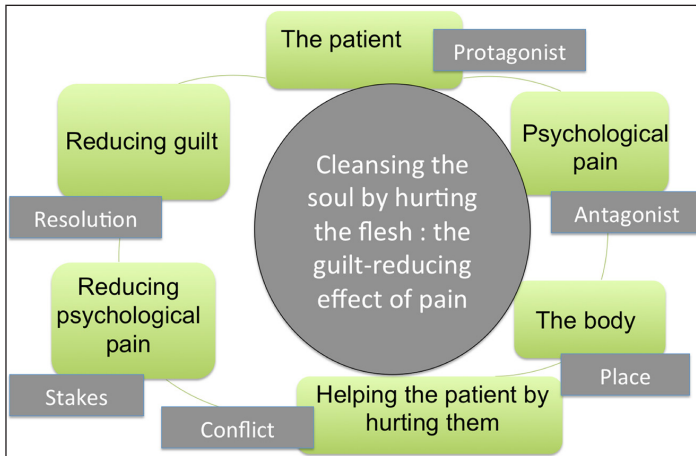 The patient
Protagonist
Psychological
pain
Antagonist
The body
Place
Helping the patient by
hurting them
Conflict
Reducing
psychological
pain
Stakes
Reducing guilt
Resolution
Cleansing the
soul by hurting
the flesh : the
guilt-reducing
effect of pain